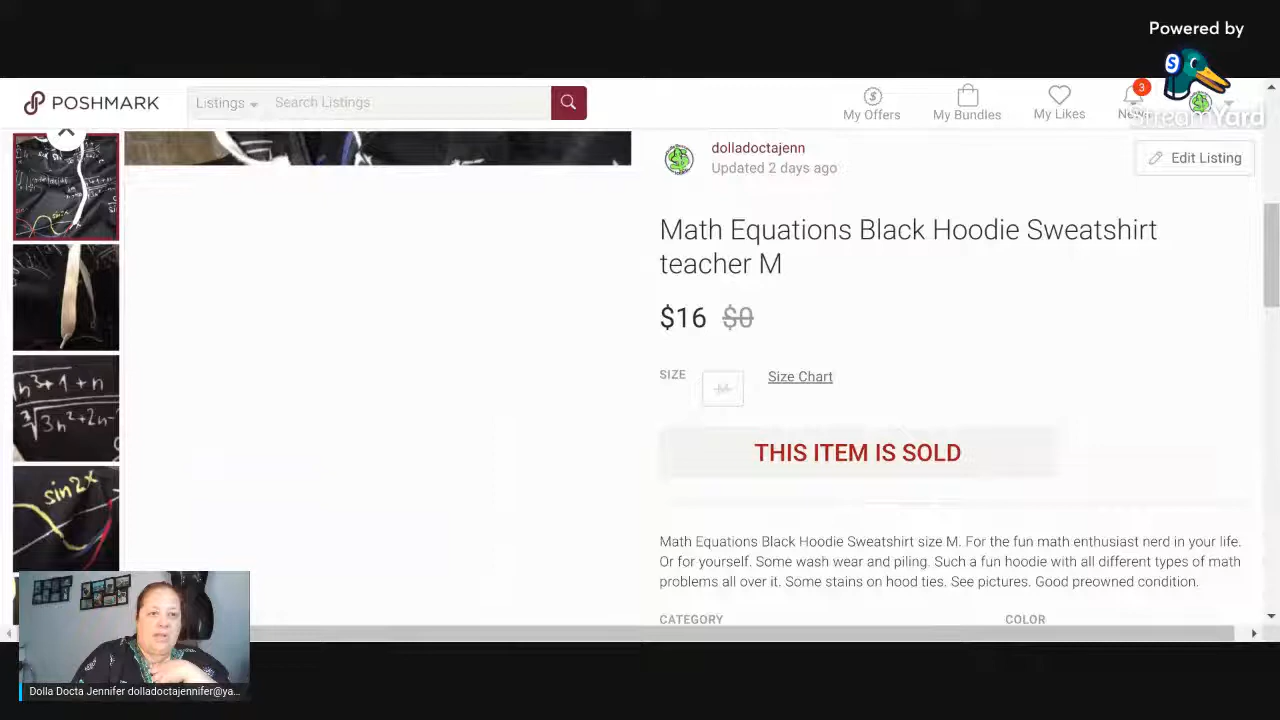 Powered by
StreamYard
POSHMARK
Listings
Search Listings
3
My Offers
My Bundles
My Likes
dolladoctajenn
Updated 2 days ago
Edit Listing
Math Equations Black Hoodie Sweatshirt
teacher M
$16 $0
SIZE
M
Size Chart
THIS ITEM IS SOLD
Math Equations Black Hoodie Sweatshirt size M. For the fun math enthusiast nerd in your life.
Or for yourself. Some wash wear and piling. Such a fun hoodie with all different types of math
problems all over it. Some stains on hood ties. See pictures. Good preowned condition.
CATEGORY
COLOR
sin2x
Dolla Docta Jennifer dolladoctajennifer@ya...